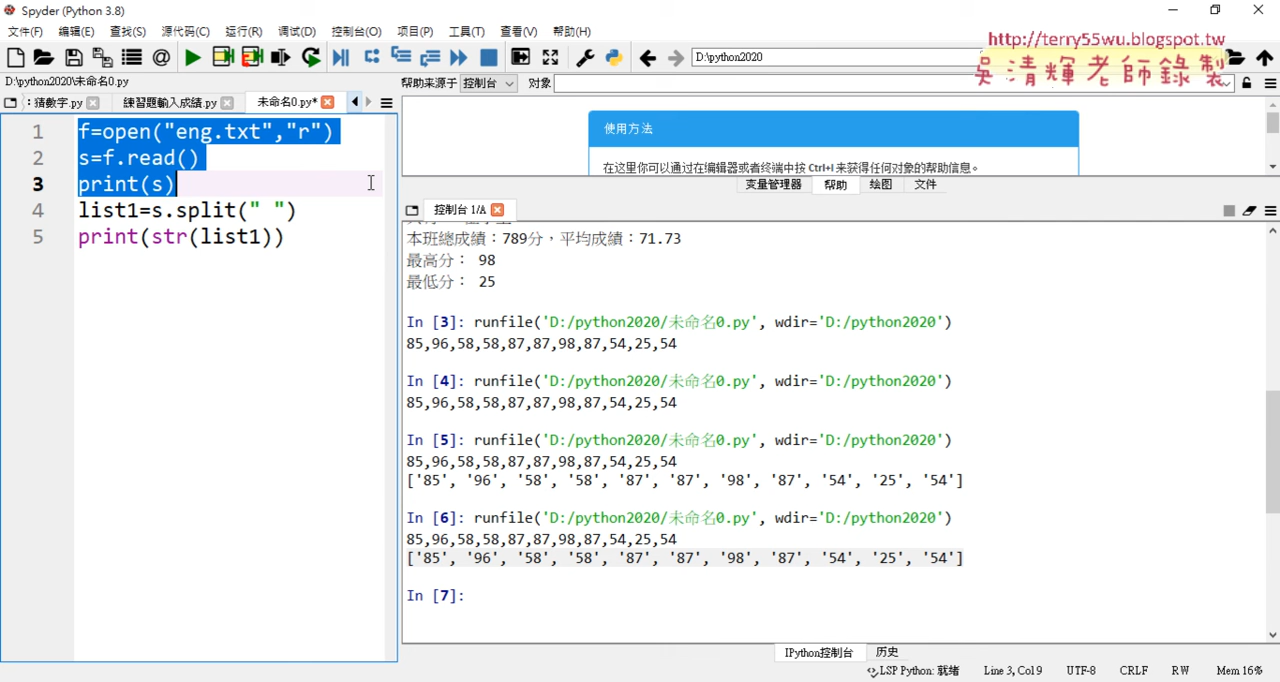 Spyder (Python 3.8)
文件(F) 编辑(E) 查找(S) 源代码(C) 运行(R) 调试(D) 控制台(O) 项目(P) 工具(T) 查看(V) 帮助(H)
D:\python2020
http://terry55wu.blogspot.tw
吳清輝老師錄製
D:\python2020\未命名0.py
帮助来源于 控制台 对象
猜數字.py 練習題輸入成績.py 未命名0.py*
1 f=open("eng.txt","r")
2 s=f.read()
3 print(s)
4 list1=s.split(" ")
5 print(str(list1))
使用方法
在这里你可以通过在编辑器或者终端中按 Ctrl+I 来获得任何对象的帮助信息。
变量管理器 帮助 绘图 文件
控制台 1/A
本班總成績：789分，平均成績：71.73
最高分： 98
最低分： 25
In [3]: runfile('D:/python2020/未命名0.py', wdir='D:/python2020')
85,96,58,58,87,87,98,87,54,25,54
In [4]: runfile('D:/python2020/未命名0.py', wdir='D:/python2020')
85,96,58,58,87,87,98,87,54,25,54
In [5]: runfile('D:/python2020/未命名0.py', wdir='D:/python2020')
85,96,58,58,87,87,98,87,54,25,54
['85', '96', '58', '58', '87', '87', '98', '87', '54', '25', '54']
In [6]: runfile('D:/python2020/未命名0.py', wdir='D:/python2020')
85,96,58,58,87,87,98,87,54,25,54
['85', '96', '58', '58', '87', '87', '98', '87', '54', '25', '54']
In [7]:
IPython控制台 历史
LSP Python: 就绪 Line 3, Col 9 UTF-8 CRLF RW Mem 16%